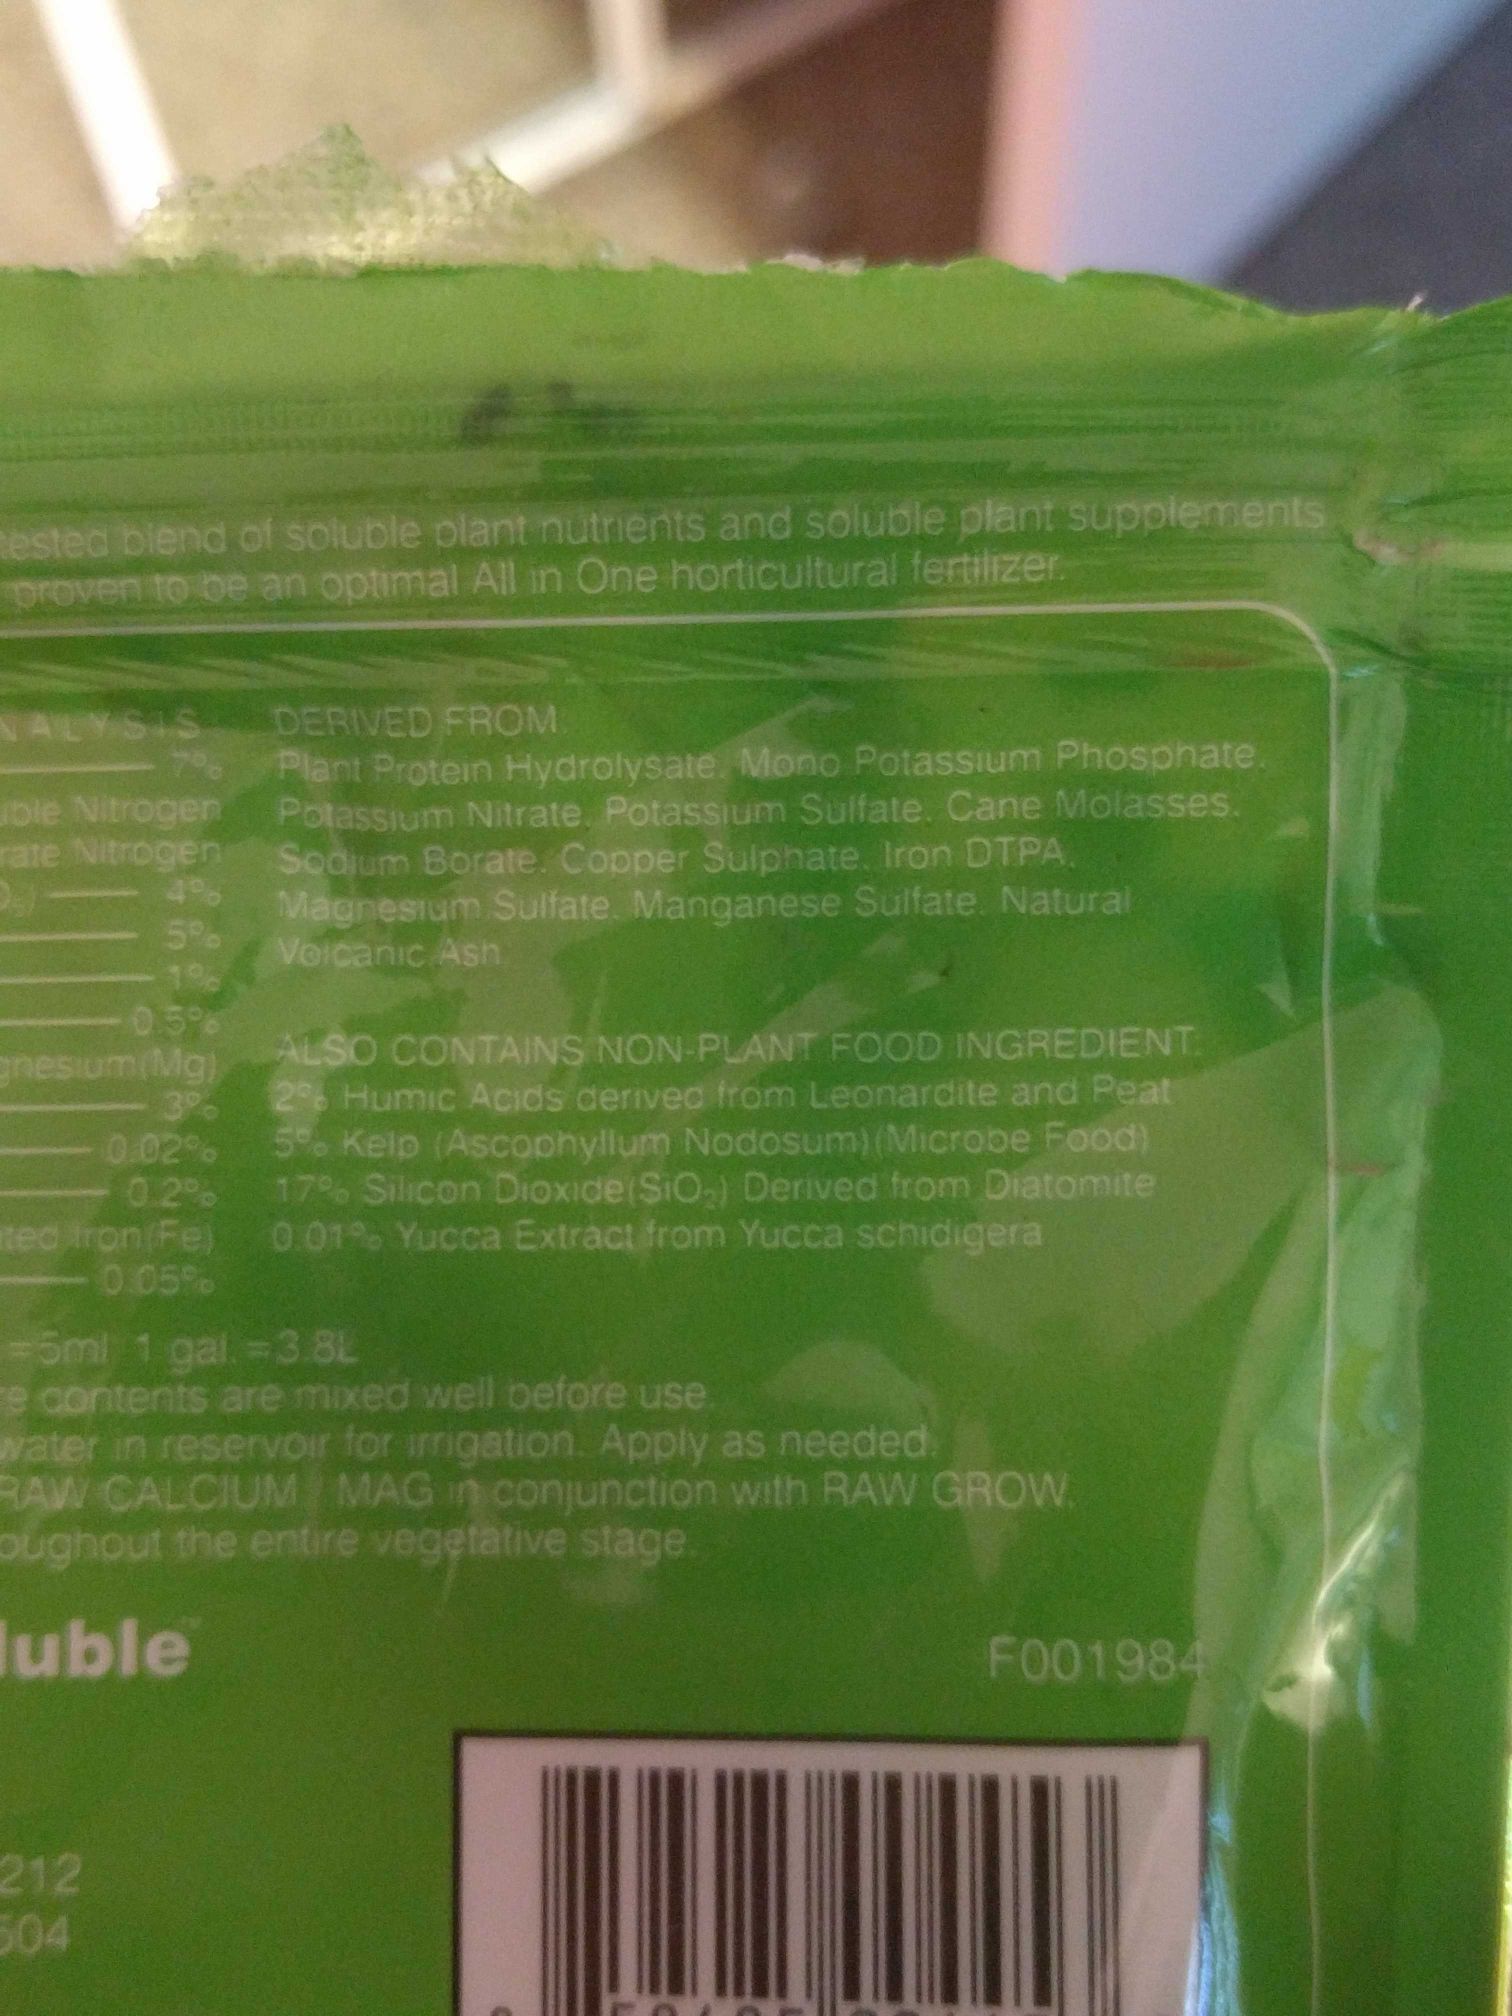 tested blend of soluble plant nutrients and soluble plant supplements
proven to be an optimal All in One horticultural fertilizer.
NALYSIS
7%
uble Nitrogen
rate Nitrogen
4%
5%
1%
0.5%
gnesium(Mg)
3%
0.02%
0.2%
ted Iron(Fe)
0.05%
DERIVED FROM:
Plant Protein Hydrolysate, Mono Potassium Phosphate,
Potassium Nitrate, Potassium Sulfate, Cane Molasses,
Sodium Borate, Copper Sulphate, Iron DTPA,
Magnesium Sulfate, Manganese Sulfate, Natural
Volcanic Ash
ALSO CONTAINS NON-PLANT FOOD INGREDIENT:
2% Humic Acids derived from Leonardite and Peat
5% Kelp (Ascophyllum Nodosum)(Microbe Food)
17% Silicon Dioxide(SiO₂) Derived from Diatomite
0.01% Yucca Extract from Yucca schidigera
=5ml 1 gal.=3.8L
e contents are mixed well before use.
water in reservoir for irrigation. Apply as needed.
RAW CALCIUM / MAG in conjunction with RAW GROW.
oughout the entire vegetative stage.
luble™
F001984
212
504